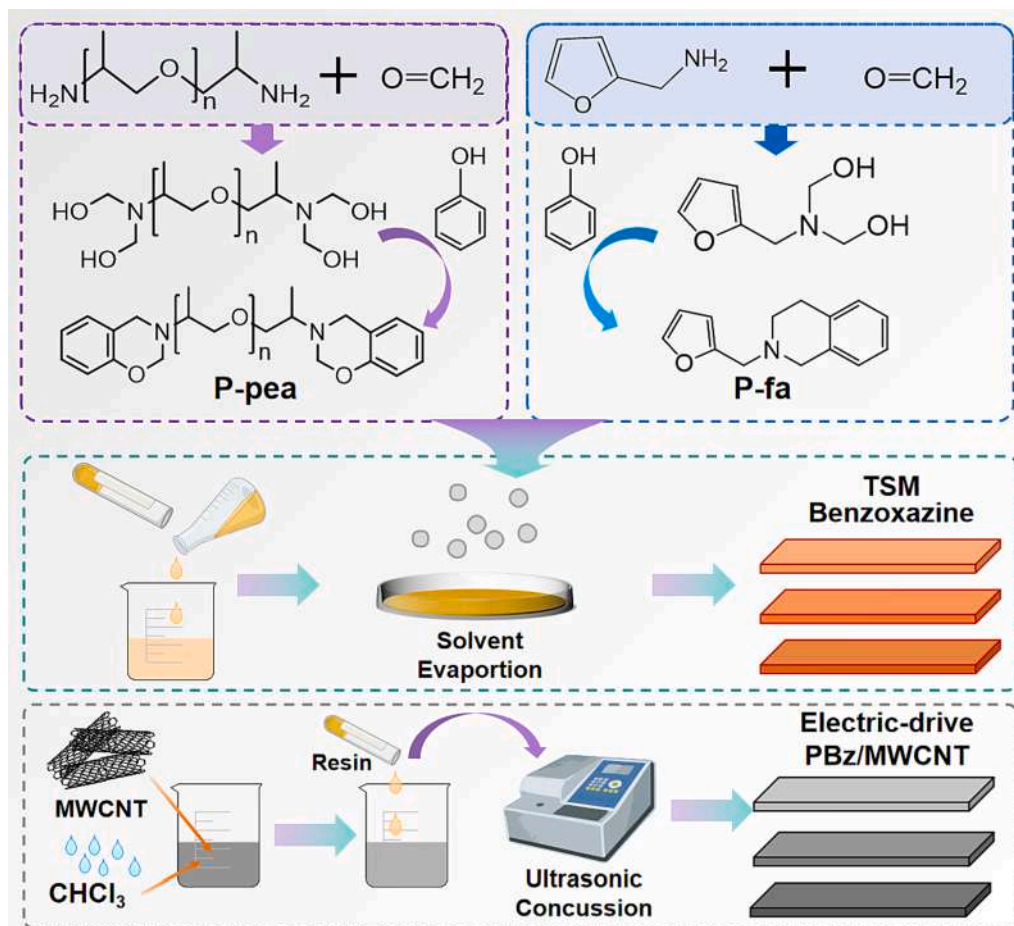 H₂N
O
n
NH₂
+
O=CH₂
O
NH₂
+
O=CH₂
HO
HO
N
O
n
N
OH
OH
OH
OH
O
N
OH
OH
N
O
O
n
N
O
P-pea
O
N
P-fa
TSM
Benzoxazine
Solvent
Evaportion
MWCNT
CHCl₃
Resin
Ultrasonic
Concussion
Electric-drive
PBz/MWCNT